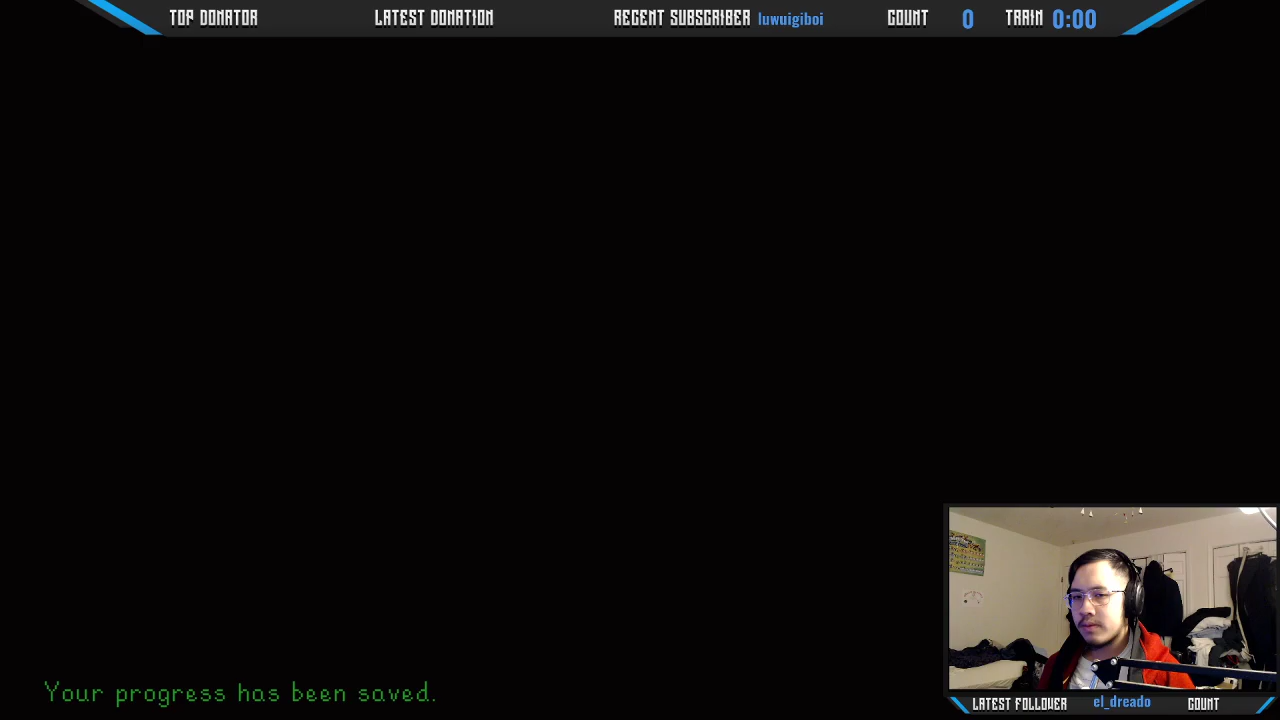 TOP DONATOR LATEST DONATION RECENT SUBSCRIBER luwuigiboi COUNT 0 TRAIN 0:00
Your progress has been saved.
LATEST FOLLOWER el_dreado COUNT